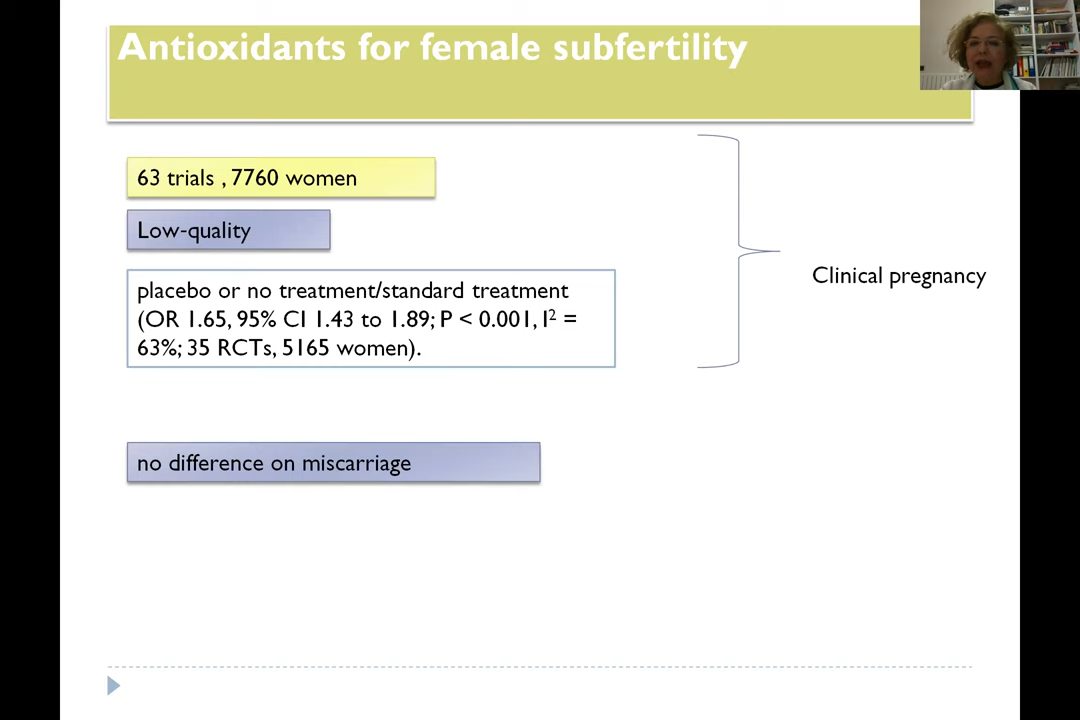 Antioxidants for female subfertility
63 trials , 7760 women
Low-quality
placebo or no treatment/standard treatment
(OR 1.65, 95% CI 1.43 to 1.89; P < 0.001, I² =
63%; 35 RCTs, 5165 women).
Clinical pregnancy
no difference on miscarriage